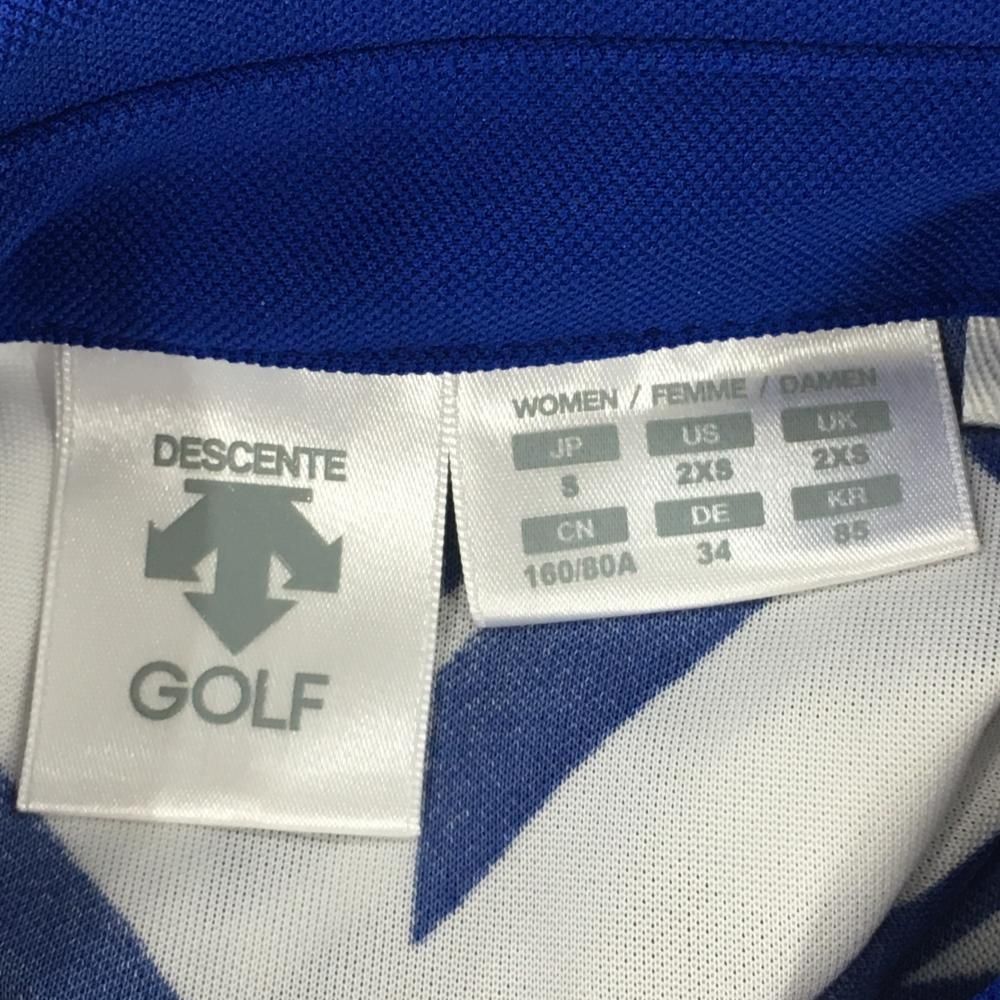 DESCENTE
GOLF
WOMEN / FEMME / DAMEN
JP US UK
S 2XS 2XS
CN DE KR
160/80A 34 85